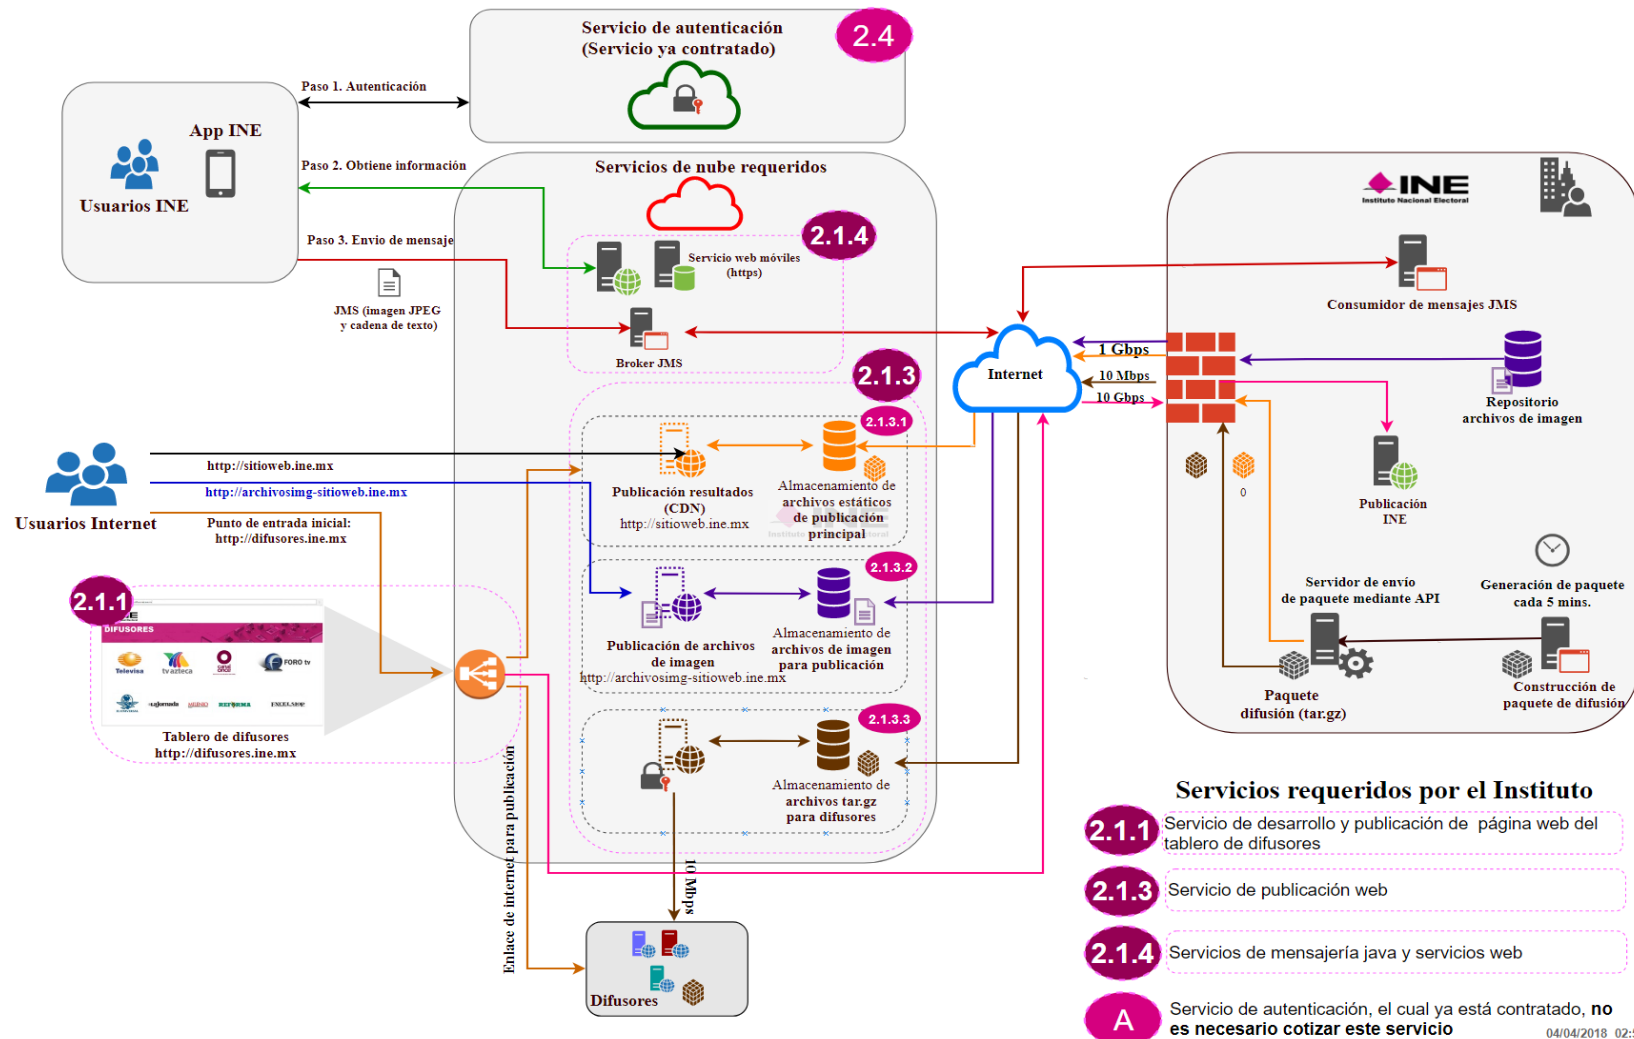 Servicio de autenticación
(Servicio ya contratado)
2.4
Paso 1. Autenticación
App INE
Usuarios INE
Paso 2. Obtiene información
Paso 3. Envio de mensaje
JMS (imagen JPEG
y cadena de texto)
Servicios de nube requeridos
2.1.4
Servicio web móviles
(https)
Broker JMS
INE
Instituto Nacional Electoral
Consumidor de mensajes JMS
Internet
1 Gbps
10 Mbps
10 Gbps
Repositorio
archivos de imagen
Publicación
INE
0
2.1.3
2.1.3.1
Publicación resultados
(CDN)
http://sitioweb.ine.mx
Almacenamiento de
archivos estáticos
de publicación
principal
INE
http://sitioweb.ine.mx
http://archivosimg-sitioweb.ine.mx
Usuarios Internet
Punto de entrada inicial:
http://difusores.ine.mx
2.1.3.2
Publicación de archivos
de imagen
http://archivosimg-sitioweb.ine.mx
Almacenamiento de
archivos de imagen
para publicación
2.1.1
DIFUSORES
Televisa
tv azteca
FORO tv
La Jornada
REFORMA
EXCELSIOR
Tablero de difusores
http://difusores.ine.mx
2.1.3.3
Almacenamiento de
archivos tar.gz
para difusores
Enlace de internet para publicación
10 Mbps
Difusores
Servidor de envío
de paquete mediante API
Generación de paquete
cada 5 mins.
Paquete
difusión (tar.gz)
Construcción de
paquete de difusión
Servicios requeridos por el Instituto
2.1.1
Servicio de desarrollo y publicación de página web del
tablero de difusores
2.1.3
Servicio de publicación web
2.1.4
Servicios de mensajería java y servicios web
A
Servicio de autenticación, el cual ya está contratado, no
es necesario cotizar este servicio
04/04/2018 02: